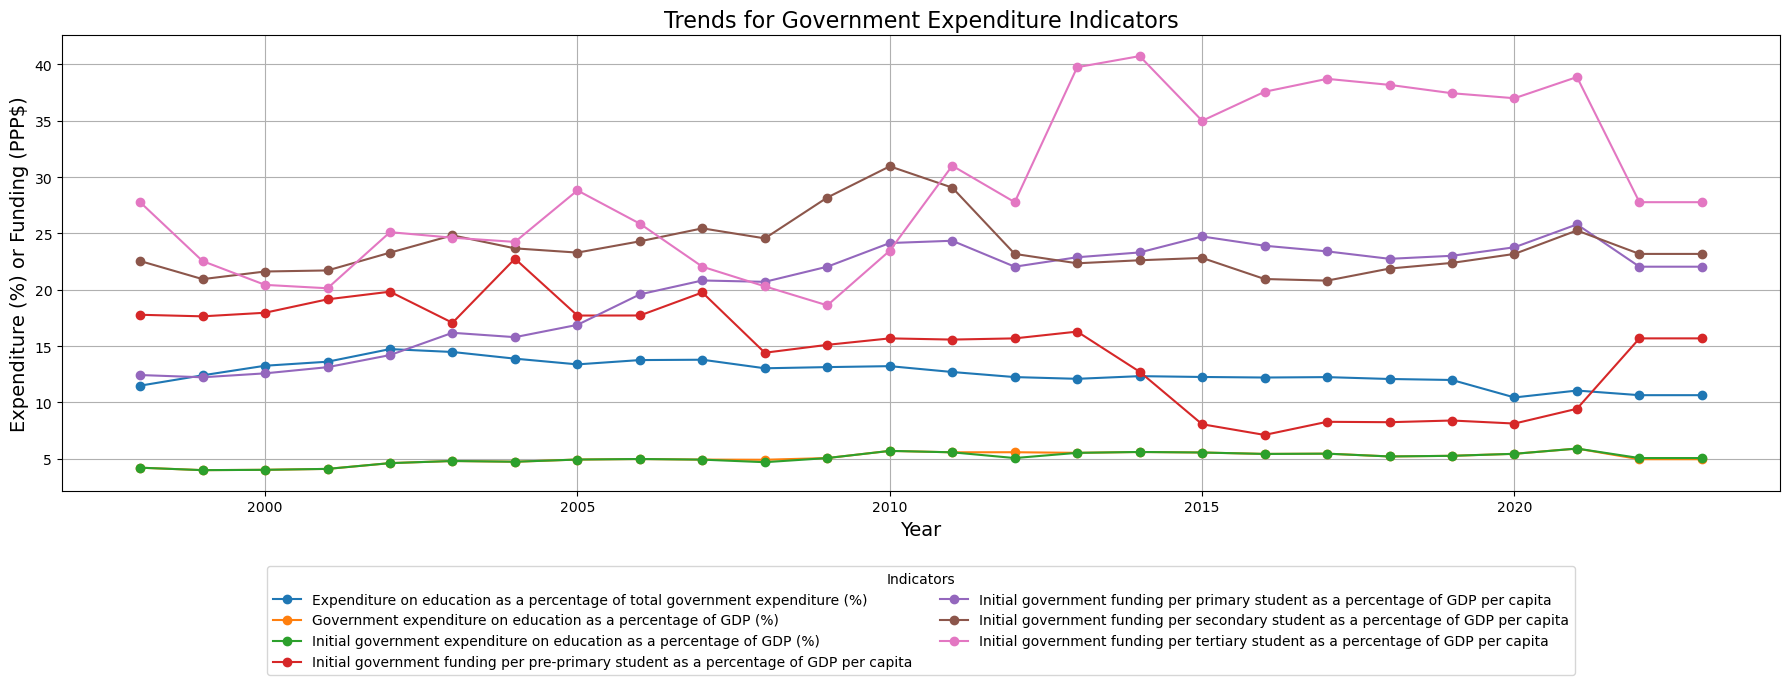 Trends for Government Expenditure Indicators
Expenditure (%) or Funding (PPP$)
40
35
30
25
20
15
10
5
2000 2005 2010 2015 2020
Year
Indicators
Expenditure on education as a percentage of total government expenditure (%)
Government expenditure on education as a percentage of GDP (%)
Initial government expenditure on education as a percentage of GDP (%)
Initial government funding per pre-primary student as a percentage of GDP per capita
Initial government funding per primary student as a percentage of GDP per capita
Initial government funding per secondary student as a percentage of GDP per capita
Initial government funding per tertiary student as a percentage of GDP per capita